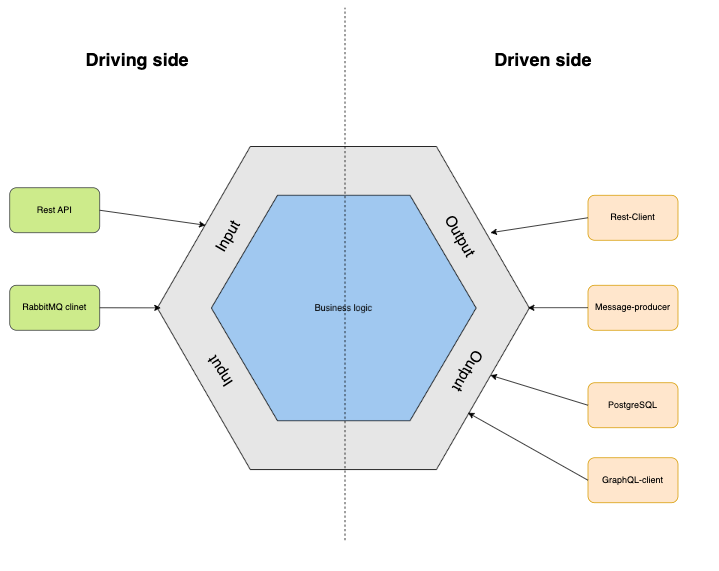 Driving side
Driven side
Rest API
Input
Output
Rest-Client
RabbitMQ clinet
Business logic
Message-producer
Input
Output
PostgreSQL
GraphQL-client